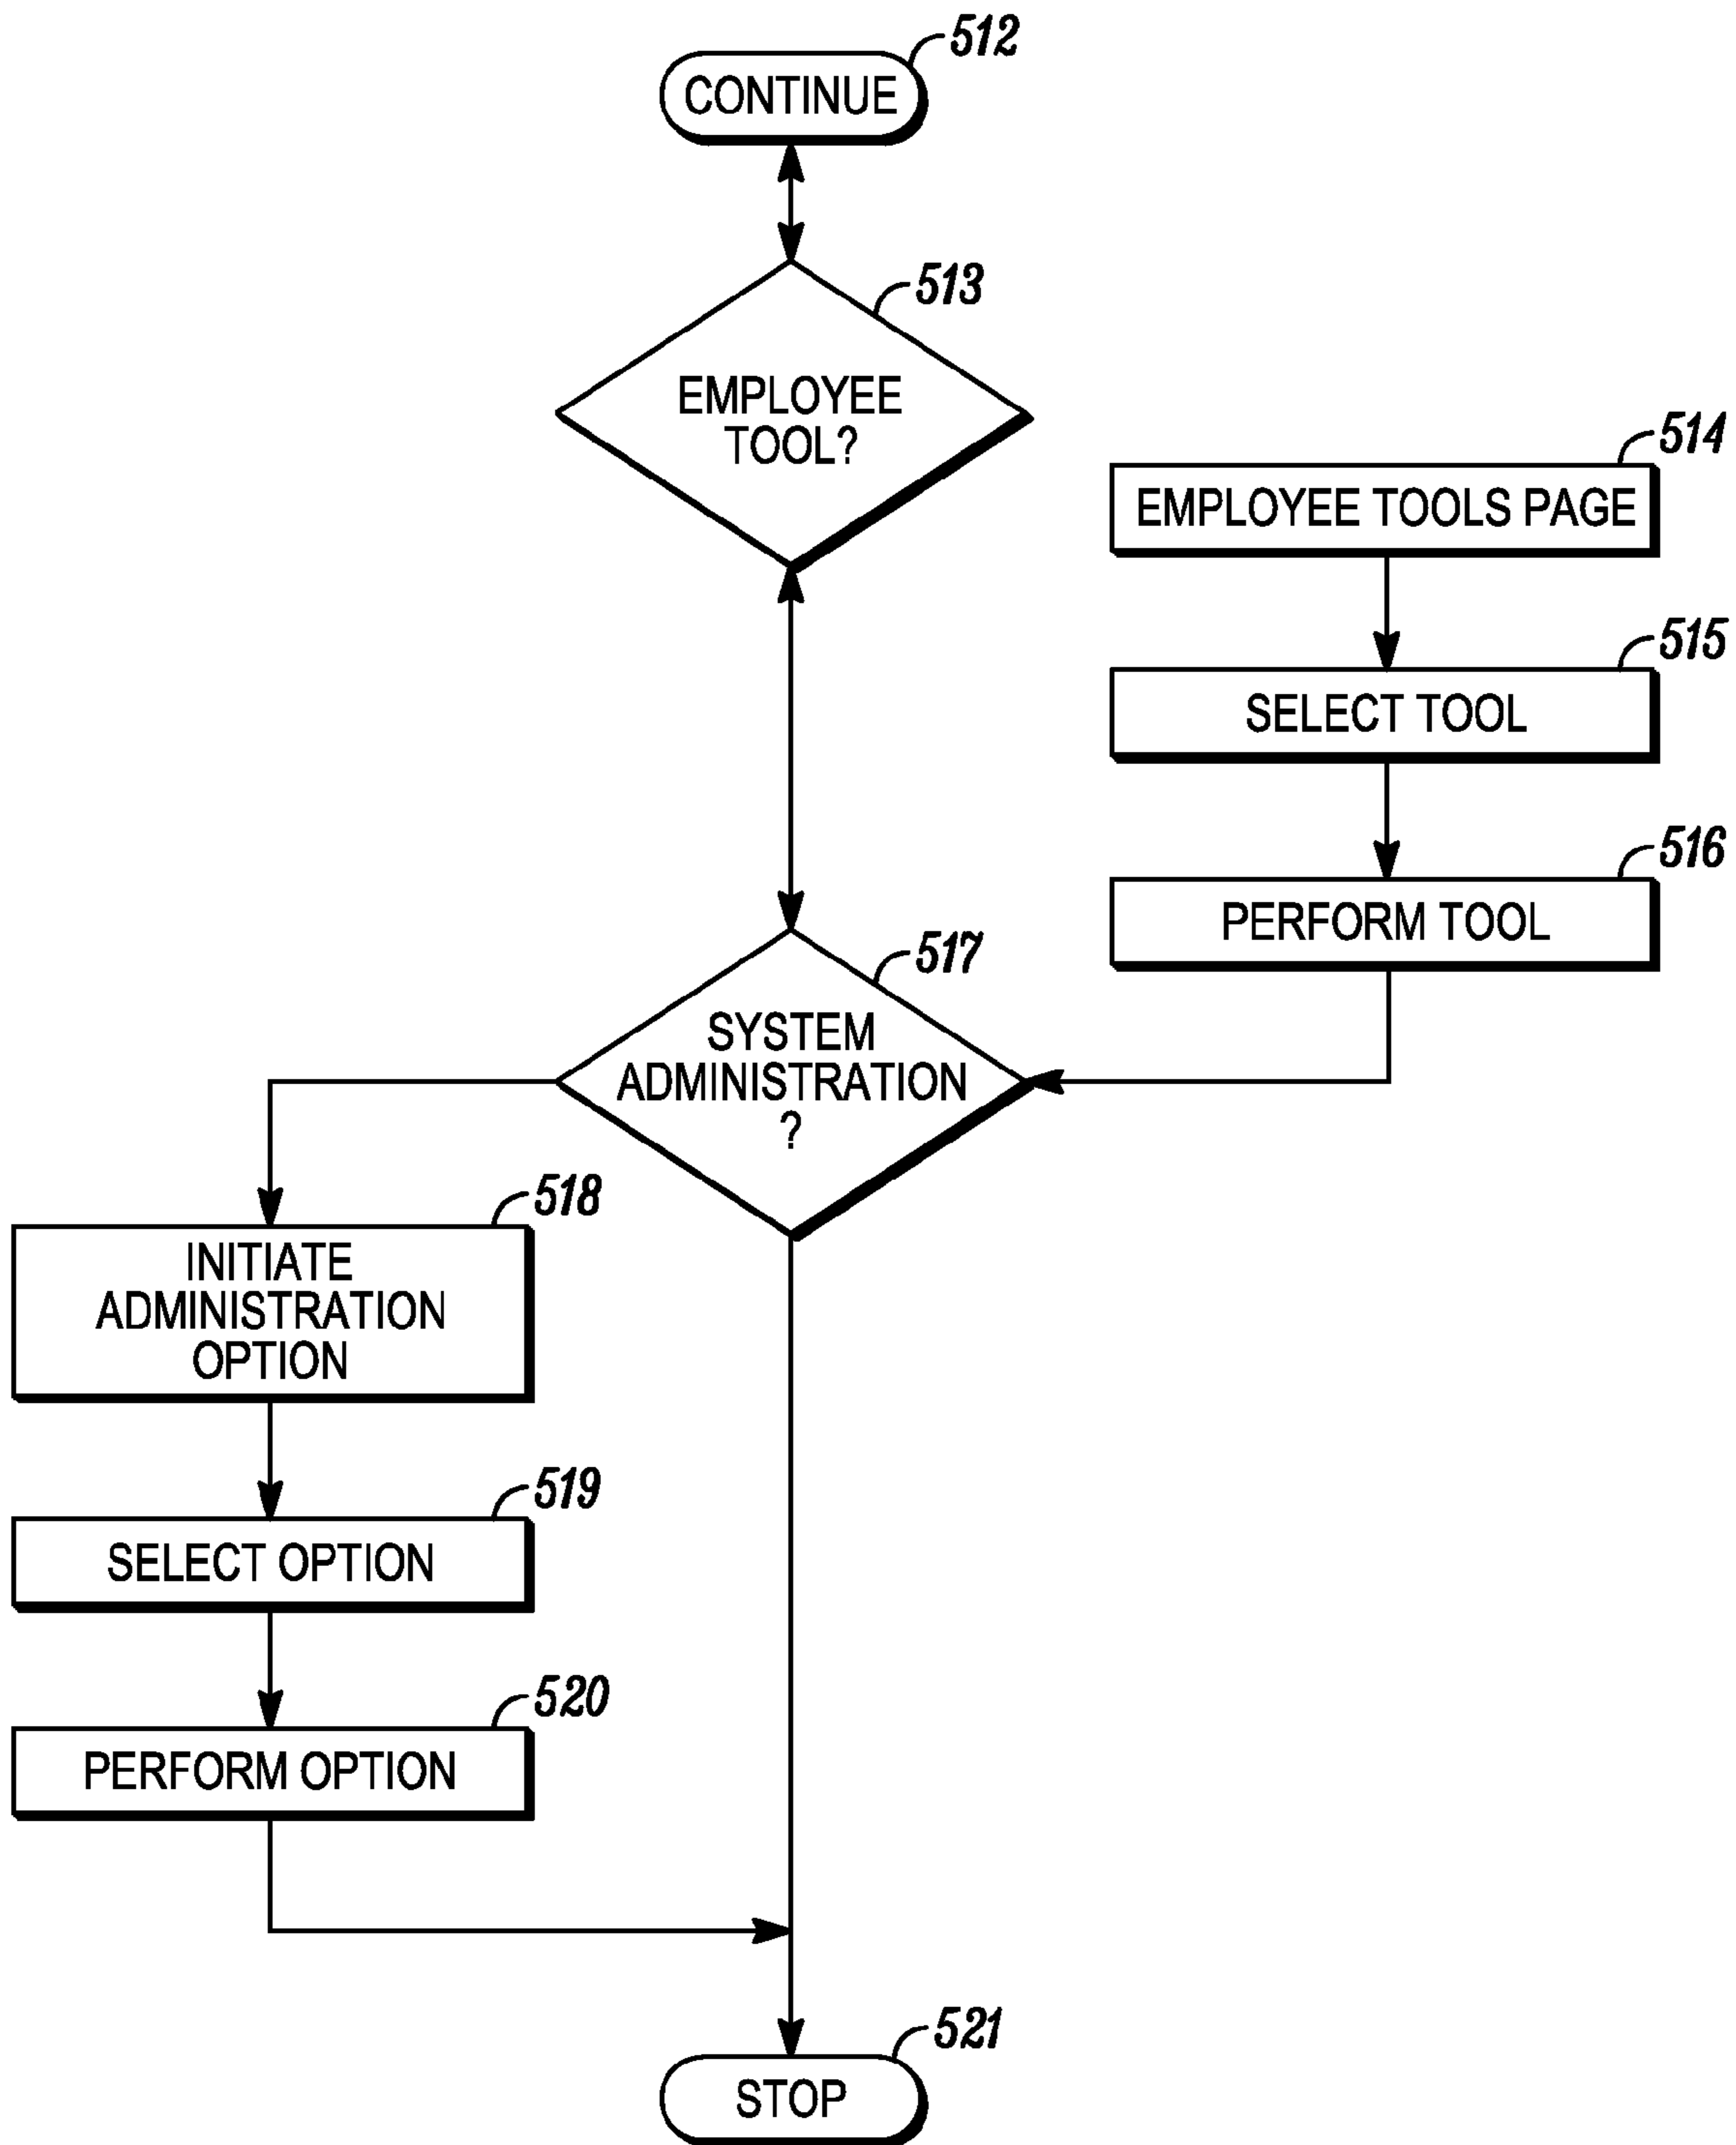 512
CONTINUE
513
EMPLOYEE
TOOL?
514
EMPLOYEE TOOLS PAGE
515
SELECT TOOL
516
PERFORM TOOL
517
SYSTEM
ADMINISTRATION
?
518
INITIATE
ADMINISTRATION
OPTION
519
SELECT OPTION
520
PERFORM OPTION
521
STOP